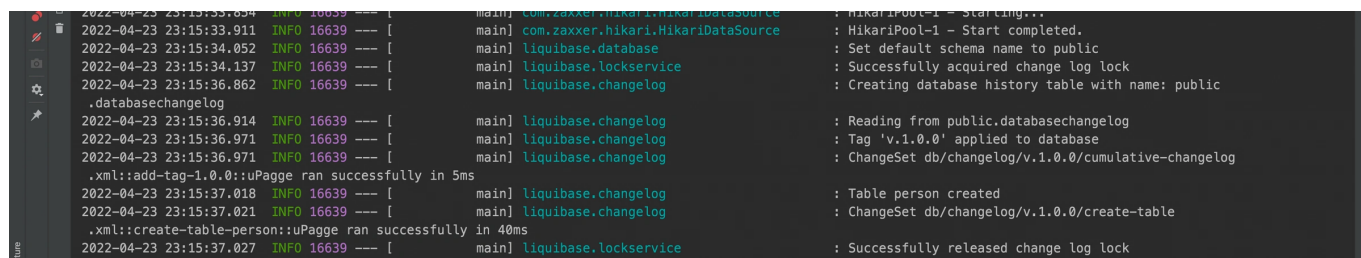 2022-04-23 23:15:33.854  INFO 16639 --- [           main] com.zaxxer.hikari.HikariDataSource       : HikariPool-1 - Starting...
2022-04-23 23:15:33.911  INFO 16639 --- [           main] com.zaxxer.hikari.HikariDataSource       : HikariPool-1 - Start completed.
2022-04-23 23:15:34.052  INFO 16639 --- [           main] liquibase.database                       : Set default schema name to public
2022-04-23 23:15:34.137  INFO 16639 --- [           main] liquibase.lockservice                    : Successfully acquired change log lock
2022-04-23 23:15:36.862  INFO 16639 --- [           main] liquibase.changelog                      : Creating database history table with name: public
.databasechangelog
2022-04-23 23:15:36.914  INFO 16639 --- [           main] liquibase.changelog                      : Reading from public.databasechangelog
2022-04-23 23:15:36.971  INFO 16639 --- [           main] liquibase.changelog                      : Tag 'v.1.0.0' applied to database
2022-04-23 23:15:36.971  INFO 16639 --- [           main] liquibase.changelog                      : ChangeSet db/changelog/v.1.0.0/cumulative-changelog
.xml::add-tag-1.0.0::uPagge ran successfully in 5ms
2022-04-23 23:15:37.018  INFO 16639 --- [           main] liquibase.changelog                      : Table person created
2022-04-23 23:15:37.021  INFO 16639 --- [           main] liquibase.changelog                      : ChangeSet db/changelog/v.1.0.0/create-table
.xml::create-table-person::uPagge ran successfully in 40ms
2022-04-23 23:15:37.027  INFO 16639 --- [           main] liquibase.lockservice                    : Successfully released change log lock